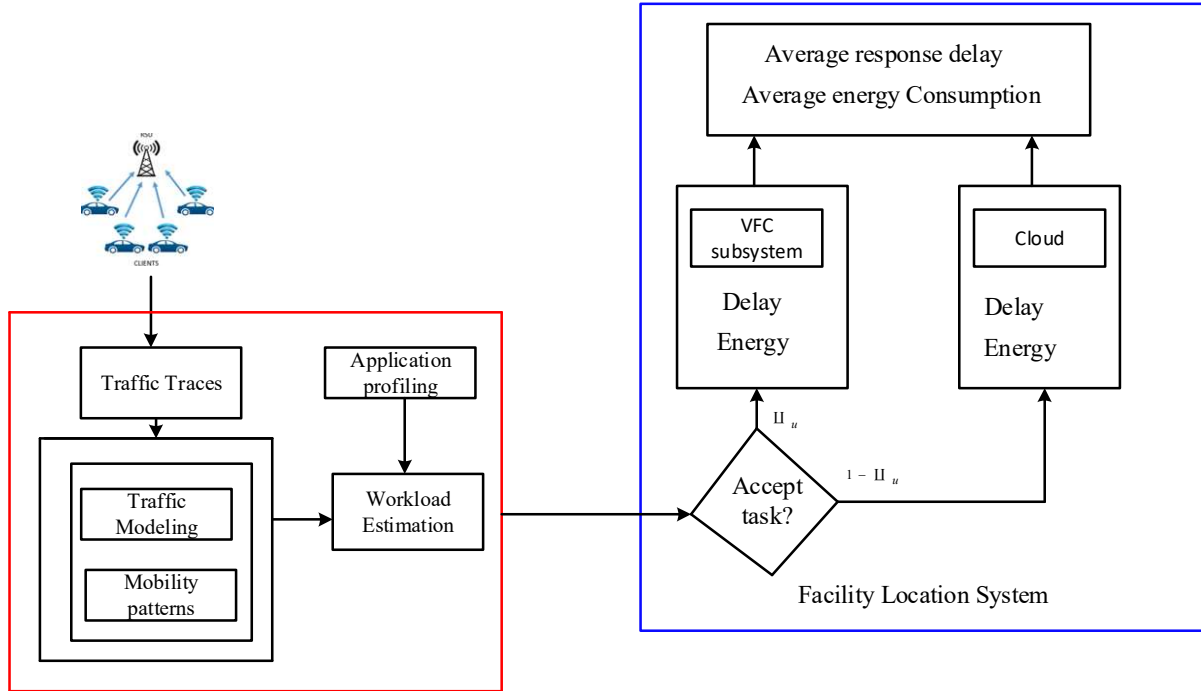 RSU
CLIENTS
Traffic Traces
Traffic
Modeling
Mobility
patterns
Application
profiling
Workload
Estimation
Average response delay
Average energy Consumption
VFC
subsystem
Delay
Energy
Cloud
Delay
Energy
Ш u
1 − Ш u
Accept
task?
Facility Location System